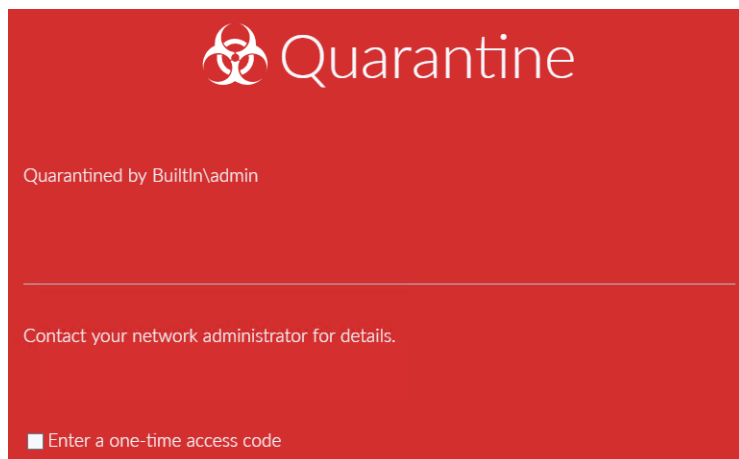 Quarantine
Quarantined by BuiltIn\admin
Contact your network administrator for details.
Enter a one-time access code